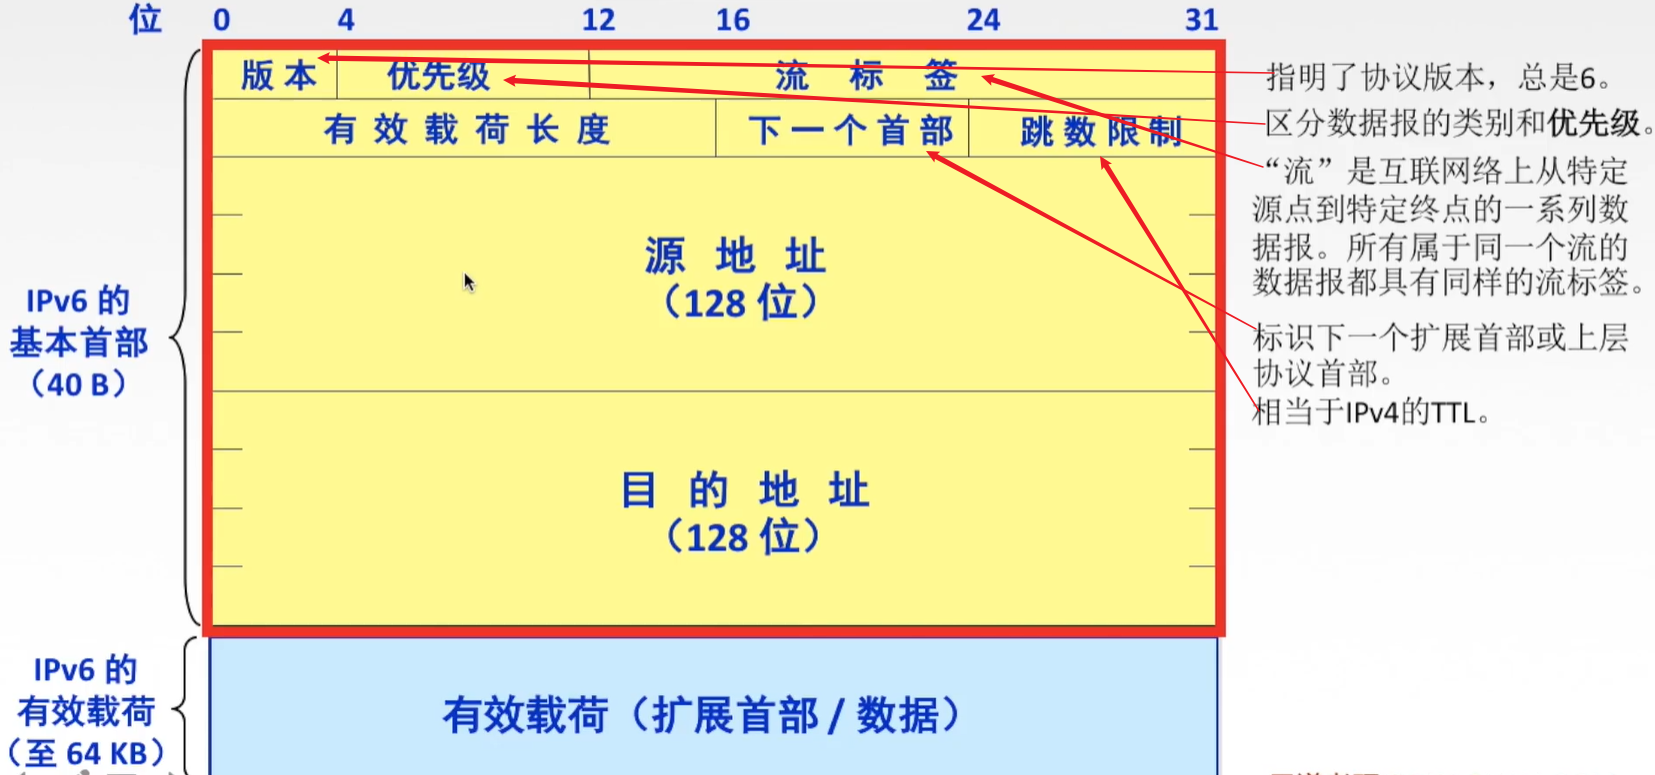 位 0 4 12 16 24 31
版本 优先级 流标签
有效载荷长度 下一个首部 跳数限制
源地址
（128 位）
目的地址
（128 位）
IPv6 的
基本首部
（40 B）
IPv6 的
有效载荷
（至 64 KB）
有效载荷（扩展首部 / 数据）
指明了协议版本，总是6。
区分数据报的类别和优先级。
“流”是互联网络上从特定
源点到特定终点的一系列数
据报。所有属于同一个流的
数据报都具有同样的流标签。
标识下一个扩展首部或上层
协议首部。
相当于IPv4的TTL。